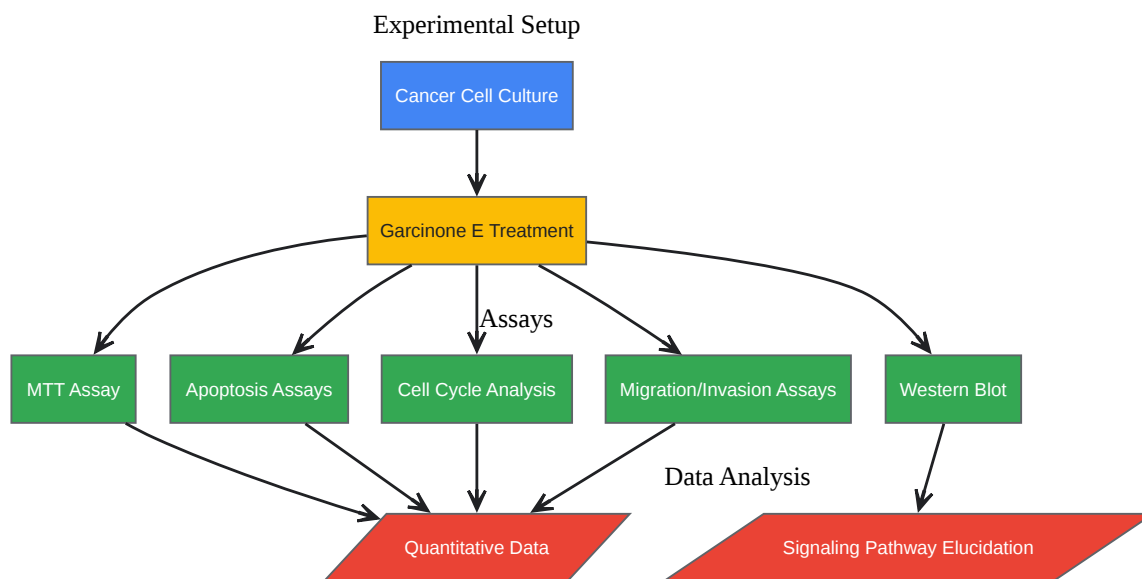 Experimental Setup
Cancer Cell Culture
Garcinone E Treatment
Assays
MTT Assay
Apoptosis Assays
Cell Cycle Analysis
Migration/Invasion Assays
Western Blot
Data Analysis
Quantitative Data
Signaling Pathway Elucidation